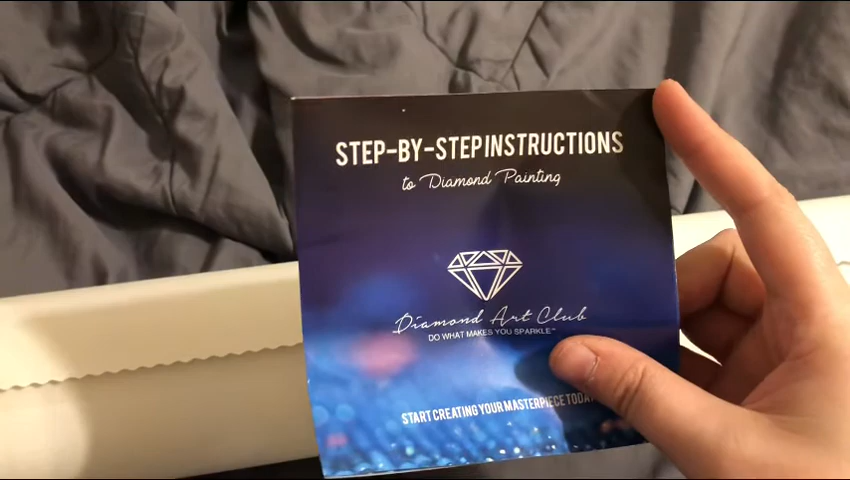 STEP-BY-STEP INSTRUCTIONS
to Diamond Painting
Diamond Art Club
DO WHAT MAKES YOU SPARKLE™
START CREATING YOUR MASTERPIECE TODAY